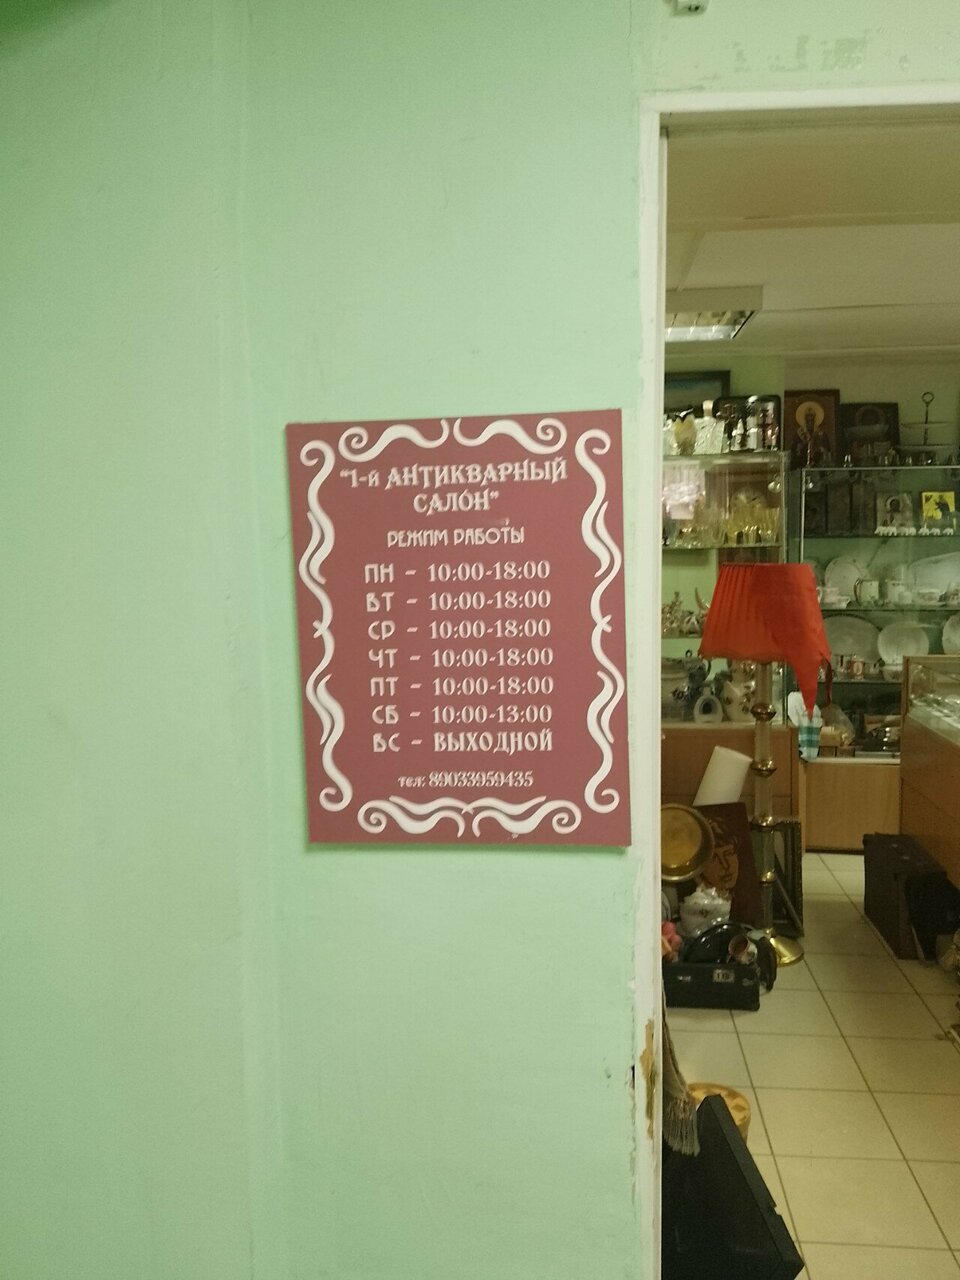 "1-й АНТИКВАРНЫЙ
САЛОН"
РЕЖИМ РАБОТЫ
ПН - 10:00-18:00
ВТ - 10:00-18:00
СР - 10:00-18:00
ЧТ - 10:00-18:00
ПТ - 10:00-18:00
СБ - 10:00-13:00
ВС - ВЫХОДНОЙ
тел: 89033959435